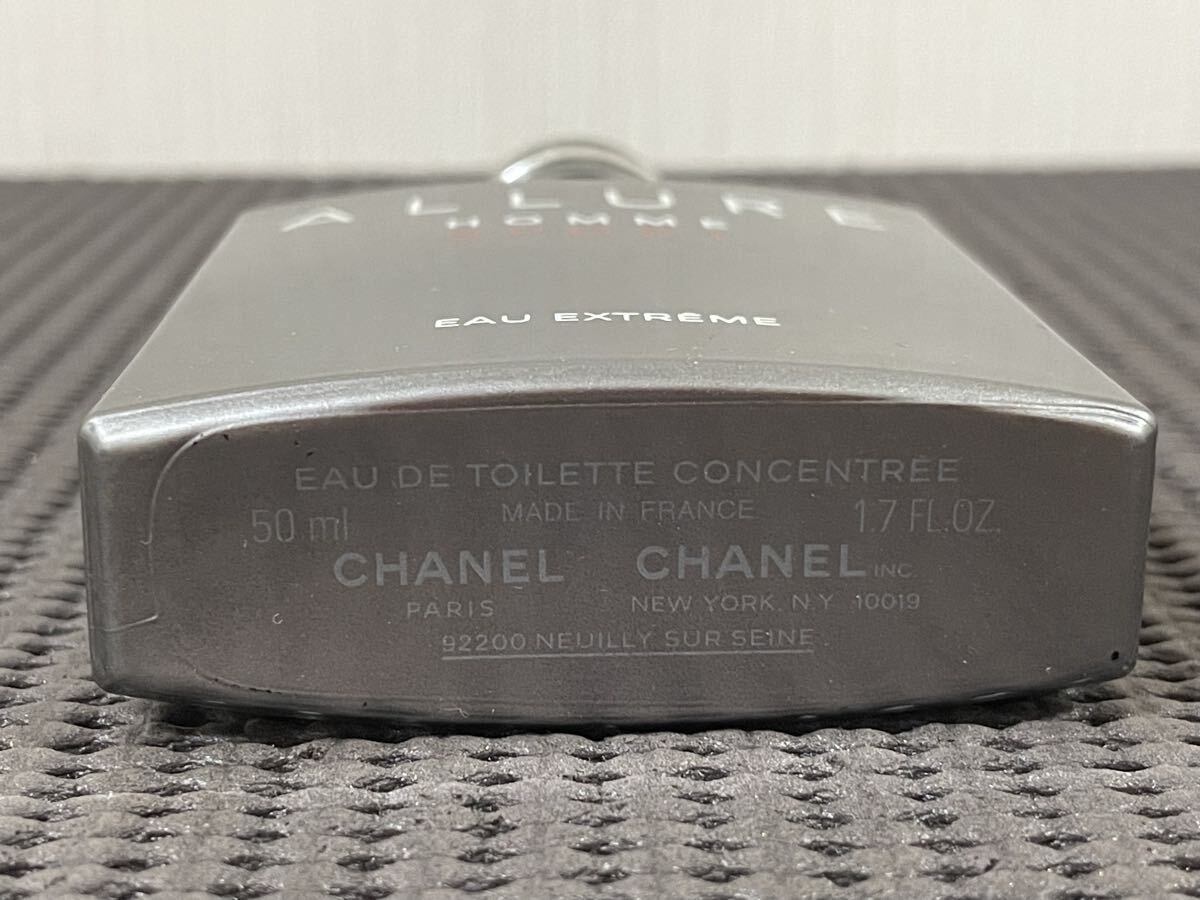 ALLURE
HOMME
SPORT
EAU EXTRÊME
EAU DE TOILETTE CONCENTRÉE
50 ml MADE IN FRANCE 1.7 FL.OZ.
CHANEL CHANEL INC
PARIS NEW YORK. N.Y 10019
92200 NEUILLY SUR SEINE